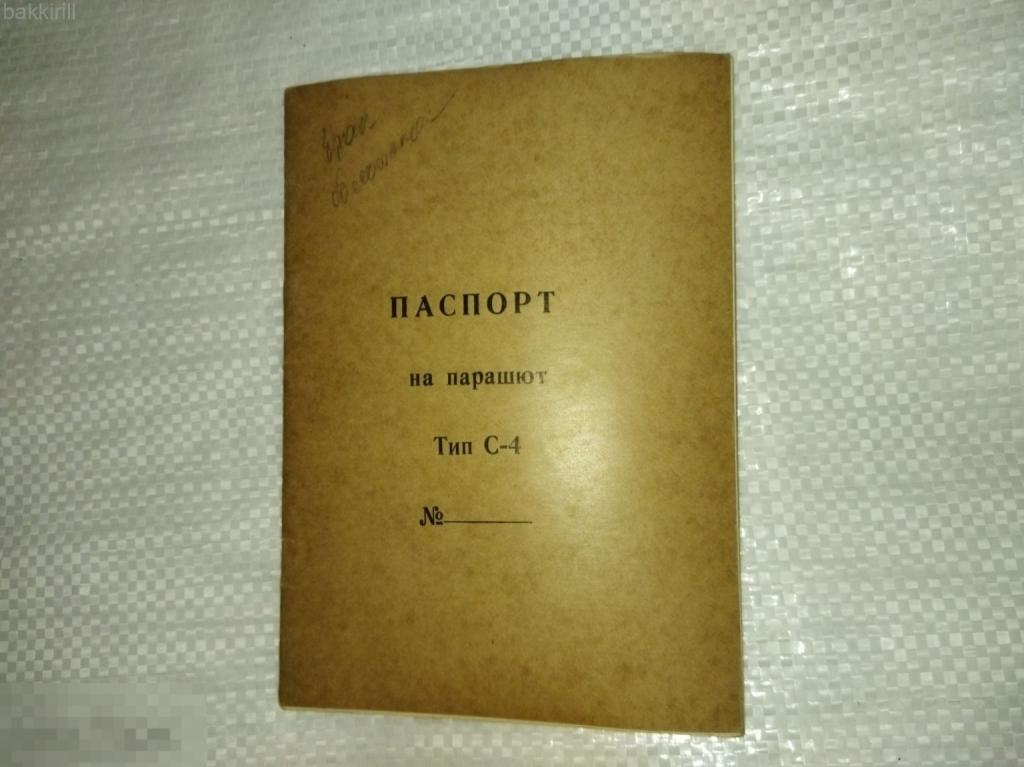 bakkirill
ПАСПОРТ
на парашют
Тип С-4
№